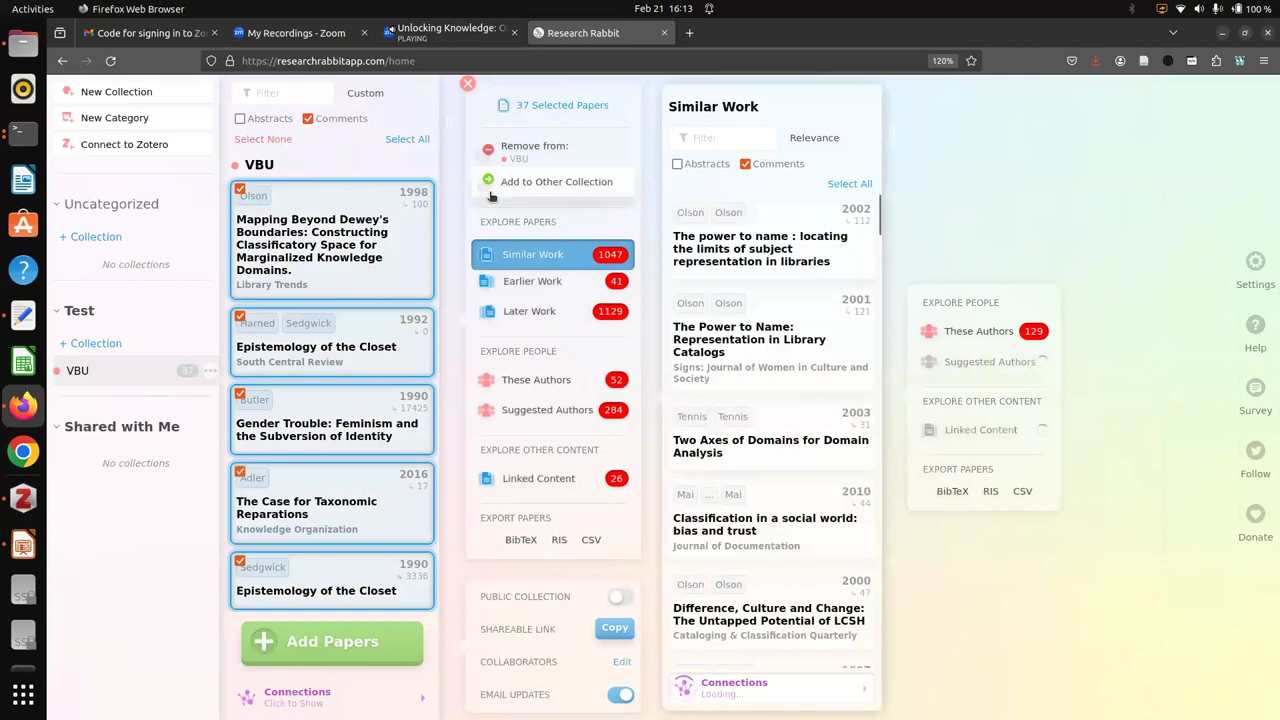 Activities
Firefox Web Browser
Feb 21 16:13
100 %
Code for signing in to Zo
My Recordings - Zoom
Unlocking Knowledge: O
PLAYING
Research Rabbit
https://researchrabbitapp.com/home
120%
New Collection
New Category
Connect to Zotero
Uncategorized
+ Collection
No collections
Test
+ Collection
VBU
37
Shared with Me
No collections
Filter
Custom
Abstracts
Comments
Select None
Select All
VBU
Olson
1998
100
Mapping Beyond Dewey's
Boundaries: Constructing
Classificatory Space for
Marginalized Knowledge
Domains.
Library Trends
Harned
Sedgwick
1992
0
Epistemology of the Closet
South Central Review
Butler
1990
17425
Gender Trouble: Feminism and
the Subversion of Identity
Adler
2016
17
The Case for Taxonomic
Reparations
Knowledge Organization
Sedgwick
1990
3336
Epistemology of the Closet
Add Papers
Connections
Click to Show
37 Selected Papers
Remove from:
VBU
Add to Other Collection
EXPLORE PAPERS
Similar Work
1047
Earlier Work
41
Later Work
1129
EXPLORE PEOPLE
These Authors
52
Suggested Authors
284
EXPLORE OTHER CONTENT
Linked Content
26
EXPORT PAPERS
BibTeX
RIS
CSV
PUBLIC COLLECTION
SHAREABLE LINK
Copy
COLLABORATORS
Edit
EMAIL UPDATES
Similar Work
Filter
Relevance
Abstracts
Comments
Select All
Olson
Olson
2002
112
The power to name : locating
the limits of subject
representation in libraries
Olson
Olson
2001
121
The Power to Name:
Representation in Library
Catalogs
Signs: Journal of Women in Culture and
Society
Tennis
Tennis
2003
31
Two Axes of Domains for Domain
Analysis
Mai
...
Mai
2010
44
Classification in a social world:
bias and trust
Journal of Documentation
Olson
Olson
2000
47
Difference, Culture and Change:
The Untapped Potential of LCSH
Cataloging & Classification Quarterly
Connections
Loading...
EXPLORE PEOPLE
These Authors
129
Suggested Authors
EXPLORE OTHER CONTENT
Linked Content
EXPORT PAPERS
BibTeX
RIS
CSV
Settings
Help
Survey
Follow
Donate